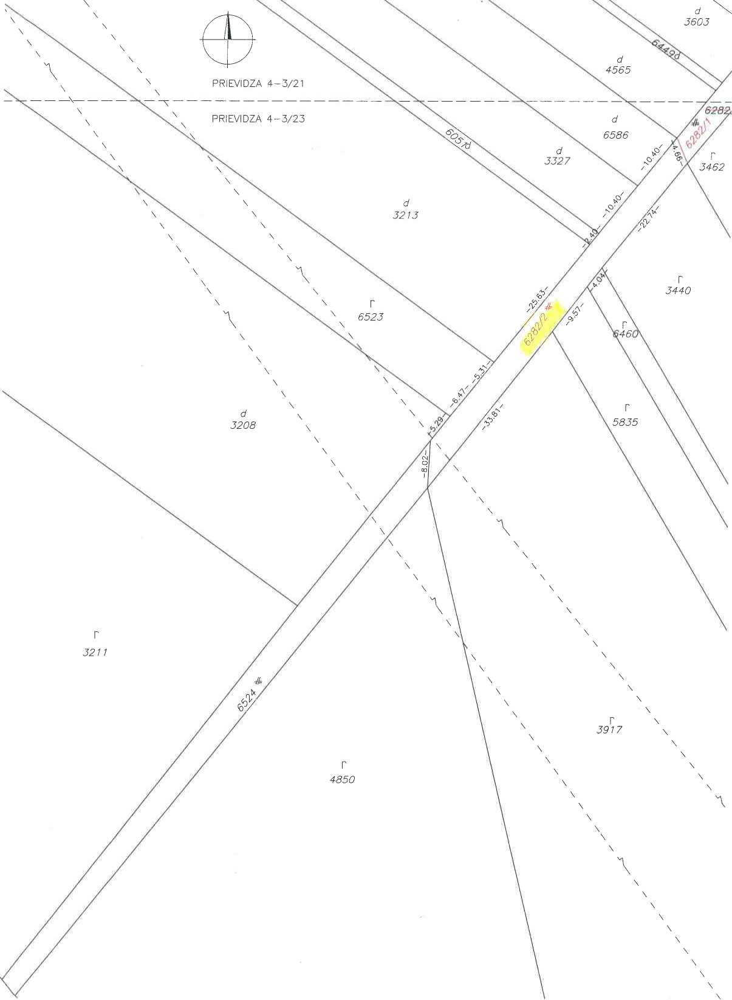 d
3603
6449d
d
4565
PRIEVIDZA 4-3/21
6282
PRIEVIDZA 4-3/23
d
6586
6282/1
6051d
d
3327
-10.40-
-4.66-
Γ
3462
d
3213
-10.40-
-22.74-
-2.40-
Γ
3440
-25.63-
-4.04-
Γ
6523
6282/2
-9.57-
Γ
6460
-5.31-
-6.47-
d
3208
-5.29-
-33.81-
Γ
5835
-8.02-
Γ
3211
6524
Γ
3917
Γ
4850